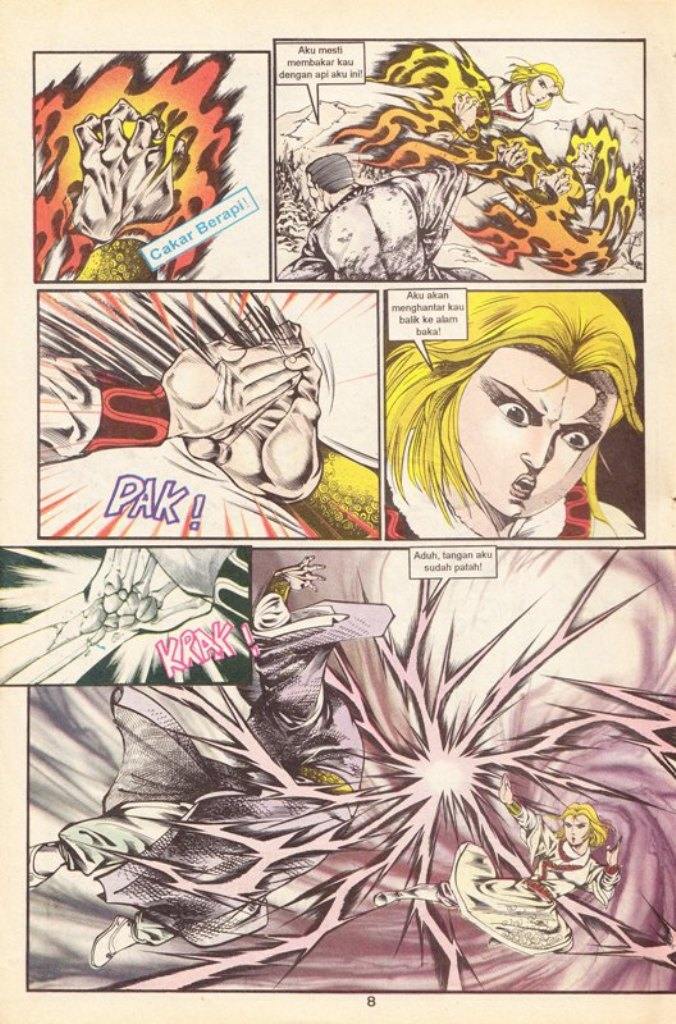 Cakar Berapi!
Aku mesti
membakar kau
dengan api aku ini!
PAK!
Aku akan
menghantar kau
balik ke alam
baka!
KRAK!
Aduh, tangan aku
sudah patah!
8